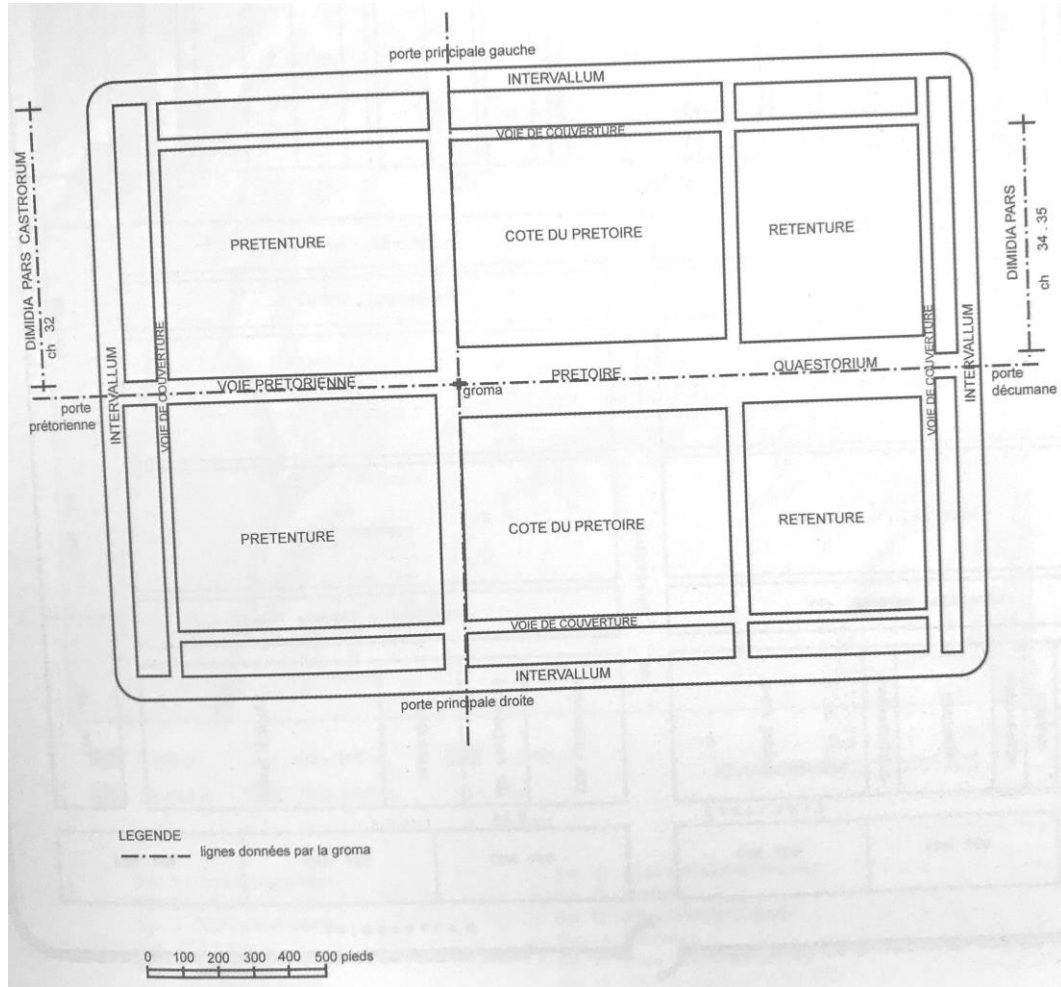 porte principale gauche
INTERVALLUM
VOIE DE COUVERTURE
DIMIDIA PARS CASTRORUM
ch 32
PRETENTURE
COTE DU PRETOIRE
RETENTURE
DIMIDIA PARS
ch 34.35
INTERVALLUM
VOIE DE COUVERTURE
VOIE PRETORIENNE
PRETOIRE
QUAESTORIUM
VOIE DE COUVERTURE
INTERVALLUM
porte
prétorienne
groma
porte
décumane
PRETENTURE
COTE DU PRETOIRE
RETENTURE
VOIE DE COUVERTURE
INTERVALLUM
porte principale droite
LEGENDE
lignes données par la groma
0 100 200 300 400 500 pieds